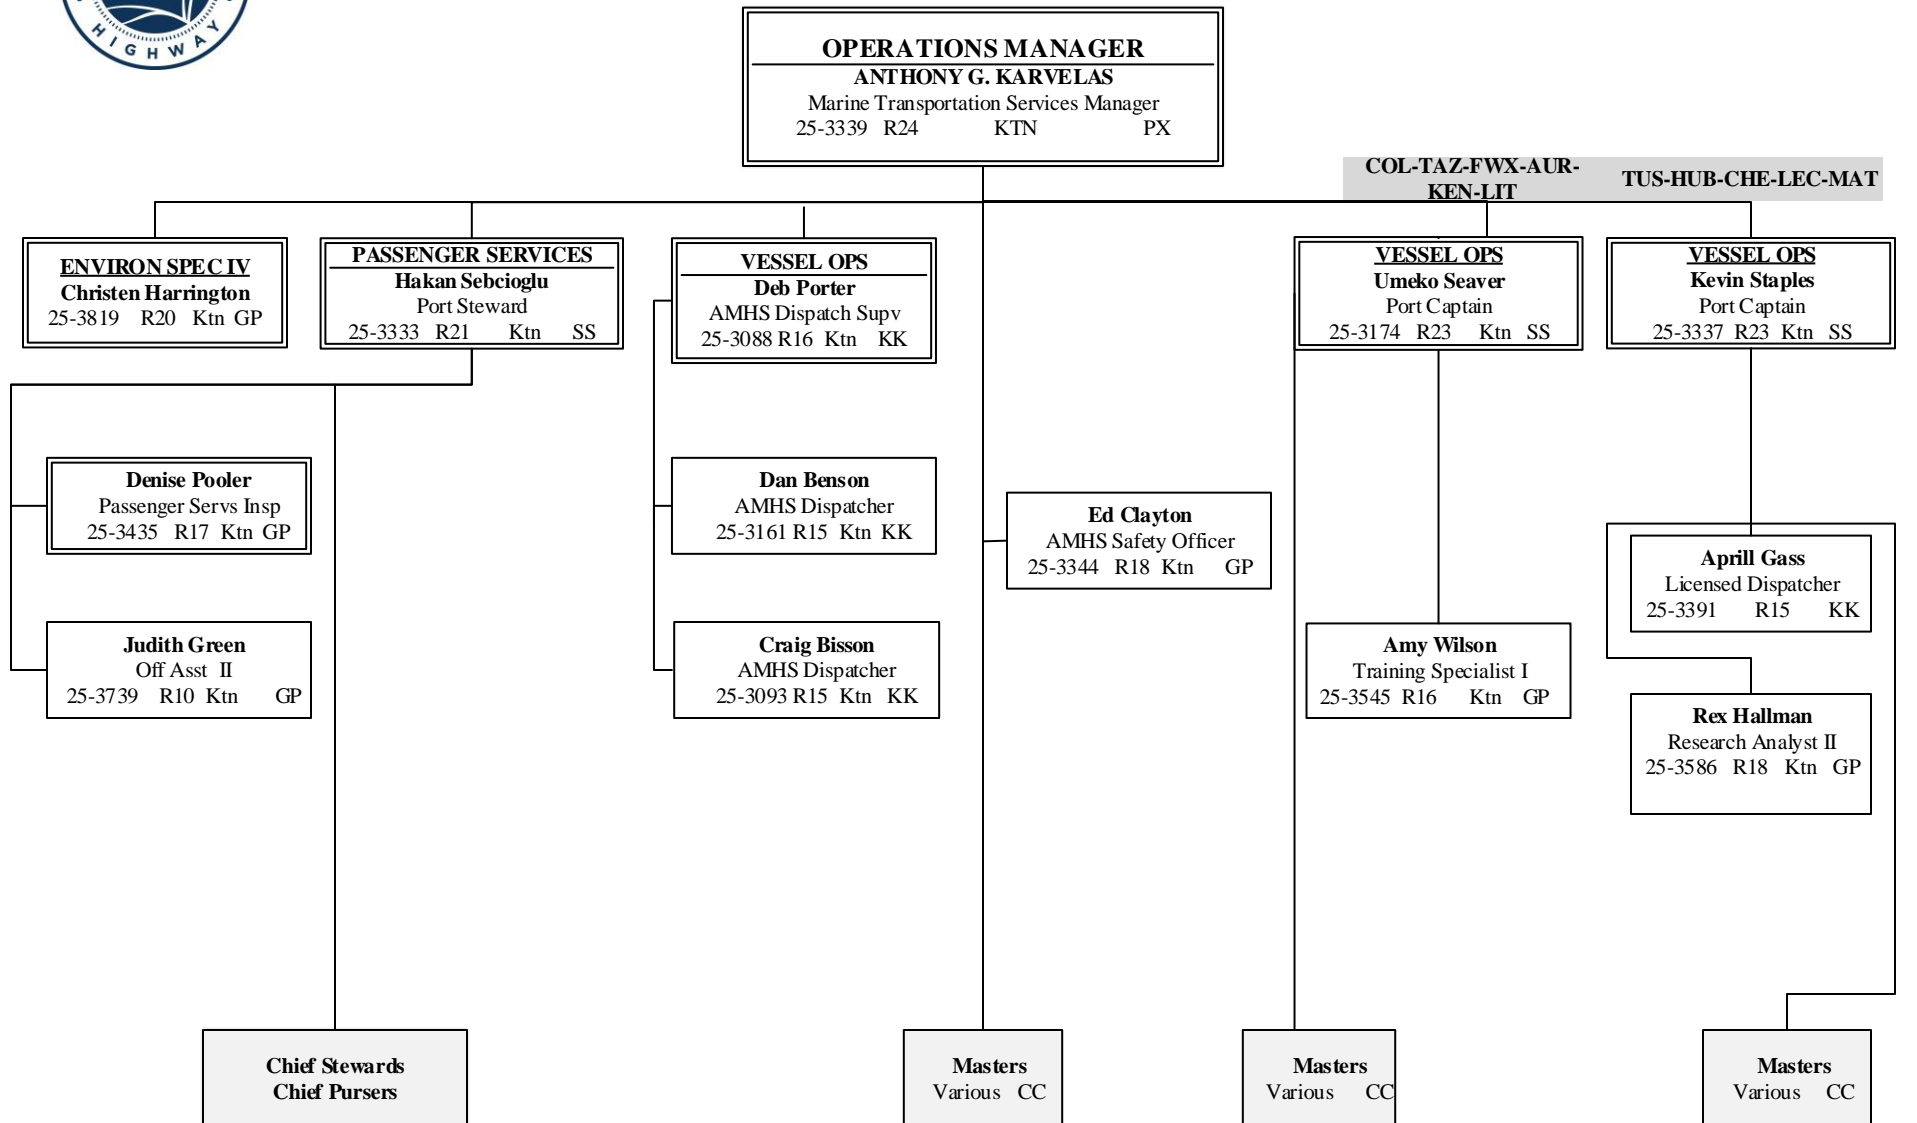 HIGHWAY
OPERATIONS MANAGER
ANTHONY G. KARVELAS
Marine Transportation Services Manager
25-3339 R24 KTN PX
COL-TAZ-FWX-AUR-
KEN-LIT
TUS-HUB-CHE-LEC-MAT
ENVIRON SPEC IV
Christen Harrington
25-3819 R20 Ktn GP
PASSENGER SERVICES
Hakan Sebcioglu
Port Steward
25-3333 R21 Ktn SS
VESSEL OPS
Deb Porter
AMHS Dispatch Supv
25-3088 R16 Ktn KK
VESSEL OPS
Umeko Seaver
Port Captain
25-3174 R23 Ktn SS
VESSEL OPS
Kevin Staples
Port Captain
25-3337 R23 Ktn SS
Denise Pooler
Passenger Servs Insp
25-3435 R17 Ktn GP
Dan Benson
AMHS Dispatcher
25-3161 R15 Ktn KK
Ed Clayton
AMHS Safety Officer
25-3344 R18 Ktn GP
Aprill Gass
Licensed Dispatcher
25-3391 R15 KK
Judith Green
Off Asst II
25-3739 R10 Ktn GP
Craig Bisson
AMHS Dispatcher
25-3093 R15 Ktn KK
Amy Wilson
Training Specialist I
25-3545 R16 Ktn GP
Rex Hallman
Research Analyst II
25-3586 R18 Ktn GP
Chief Stewards
Chief Pursers
Masters
Various CC
Masters
Various CC
Masters
Various CC